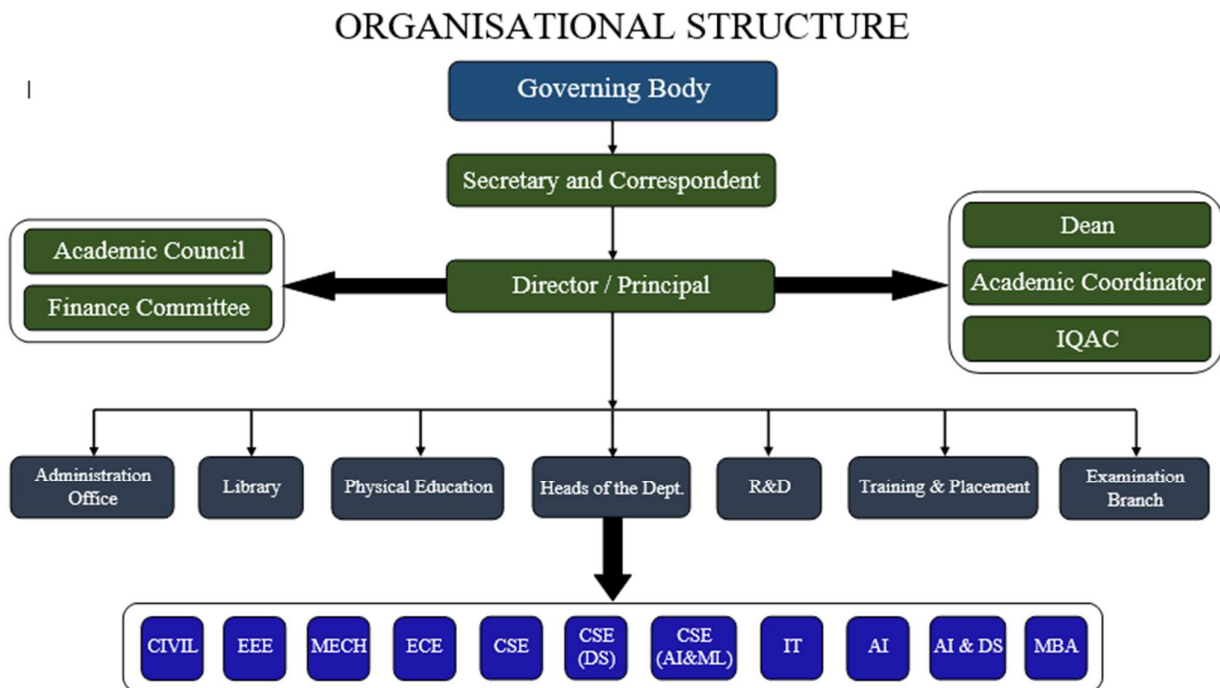 ORGANISATIONAL STRUCTURE
Governing Body
Secretary and Correspondent
Academic Council
Finance Committee
Director / Principal
Dean
Academic Coordinator
IQAC
Administration
Office
Library
Physical Education
Heads of the Dept.
R&D
Training & Placement
Examination
Branch
CIVIL
EEE
MECH
ECE
CSE
CSE
(DS)
CSE
(AI&ML)
IT
AI
AI & DS
MBA